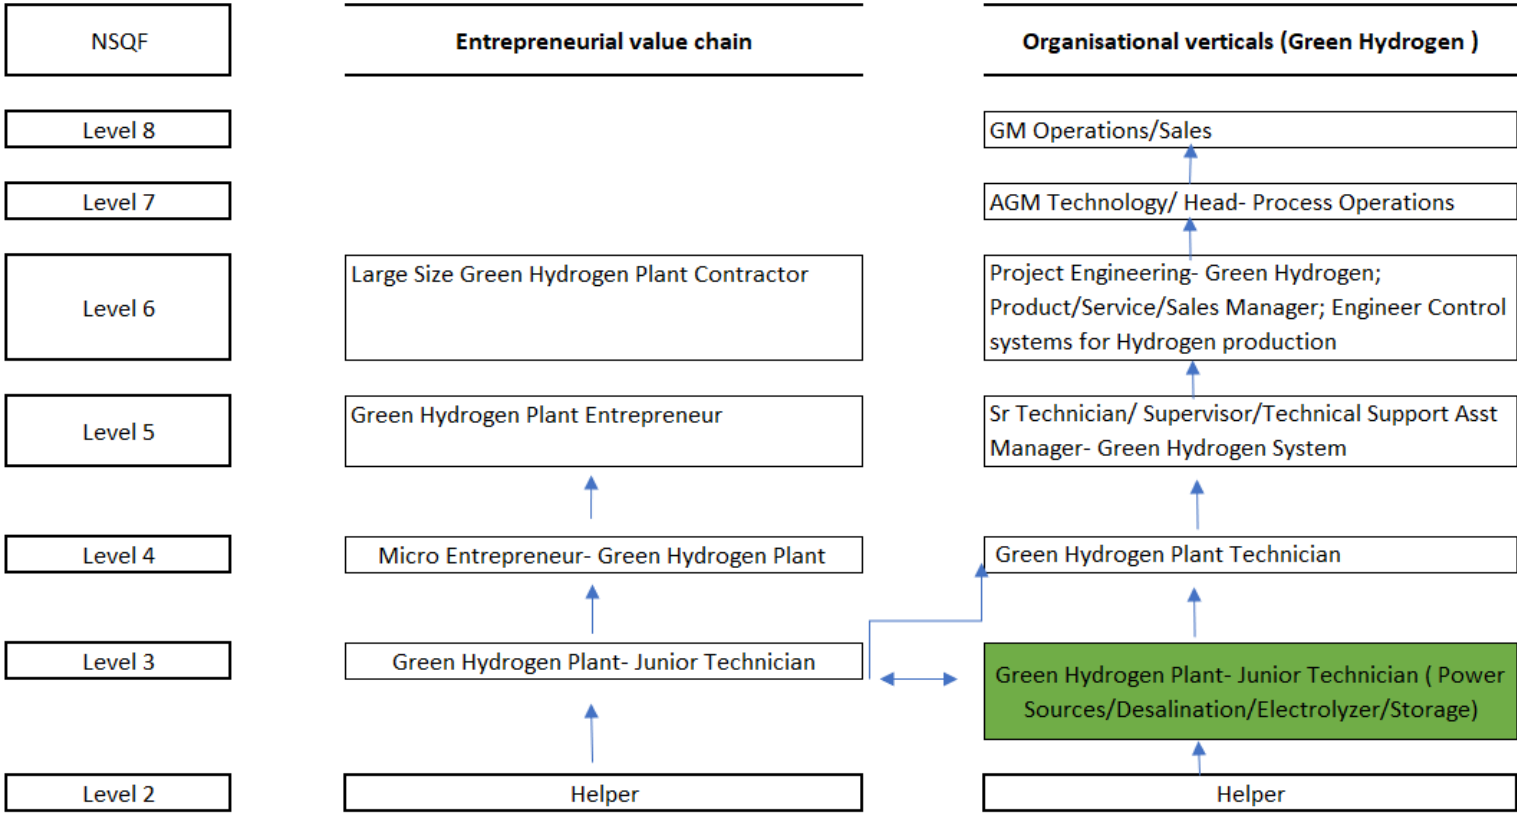 NSQF
Entrepreneurial value chain
Organisational verticals (Green Hydrogen )
Level 8
GM Operations/Sales
Level 7
AGM Technology/ Head- Process Operations
Level 6
Large Size Green Hydrogen Plant Contractor
Project Engineering- Green Hydrogen;
Product/Service/Sales Manager; Engineer Control
systems for Hydrogen production
Level 5
Green Hydrogen Plant Entrepreneur
Sr Technician/ Supervisor/Technical Support Asst
Manager- Green Hydrogen System
Level 4
Micro Entrepreneur- Green Hydrogen Plant
Green Hydrogen Plant Technician
Level 3
Green Hydrogen Plant- Junior Technician
Green Hydrogen Plant- Junior Technician ( Power
Sources/Desalination/Electrolyzer/Storage)
Level 2
Helper
Helper